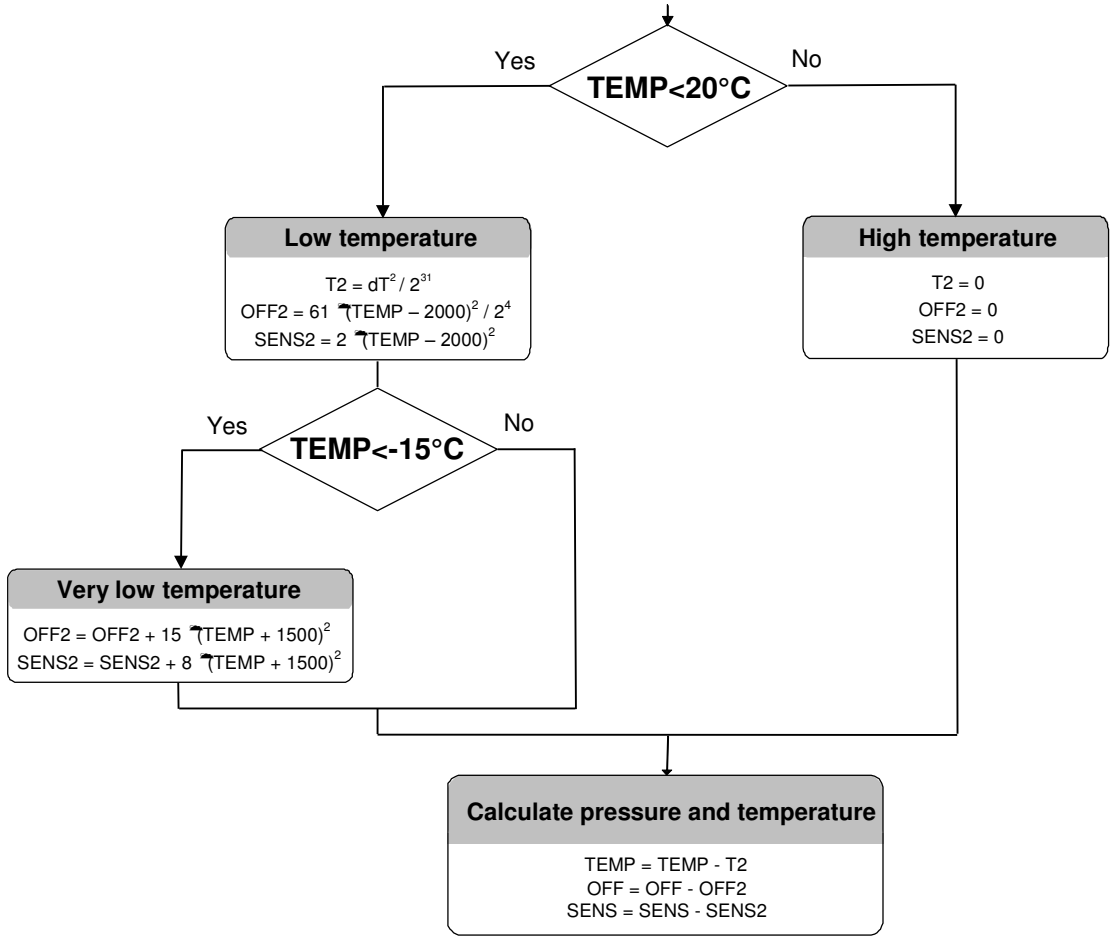 Yes
No
TEMP<20°C
Low temperature
T2 = dT² / 2³¹
OFF2 = 61 (TEMP – 2000)² / 2⁴
SENS2 = 2 (TEMP – 2000)²
High temperature
T2 = 0
OFF2 = 0
SENS2 = 0
Yes
No
TEMP<-15°C
Very low temperature
OFF2 = OFF2 + 15 (TEMP + 1500)²
SENS2 = SENS2 + 8 (TEMP + 1500)²
Calculate pressure and temperature
TEMP = TEMP - T2
OFF = OFF - OFF2
SENS = SENS - SENS2